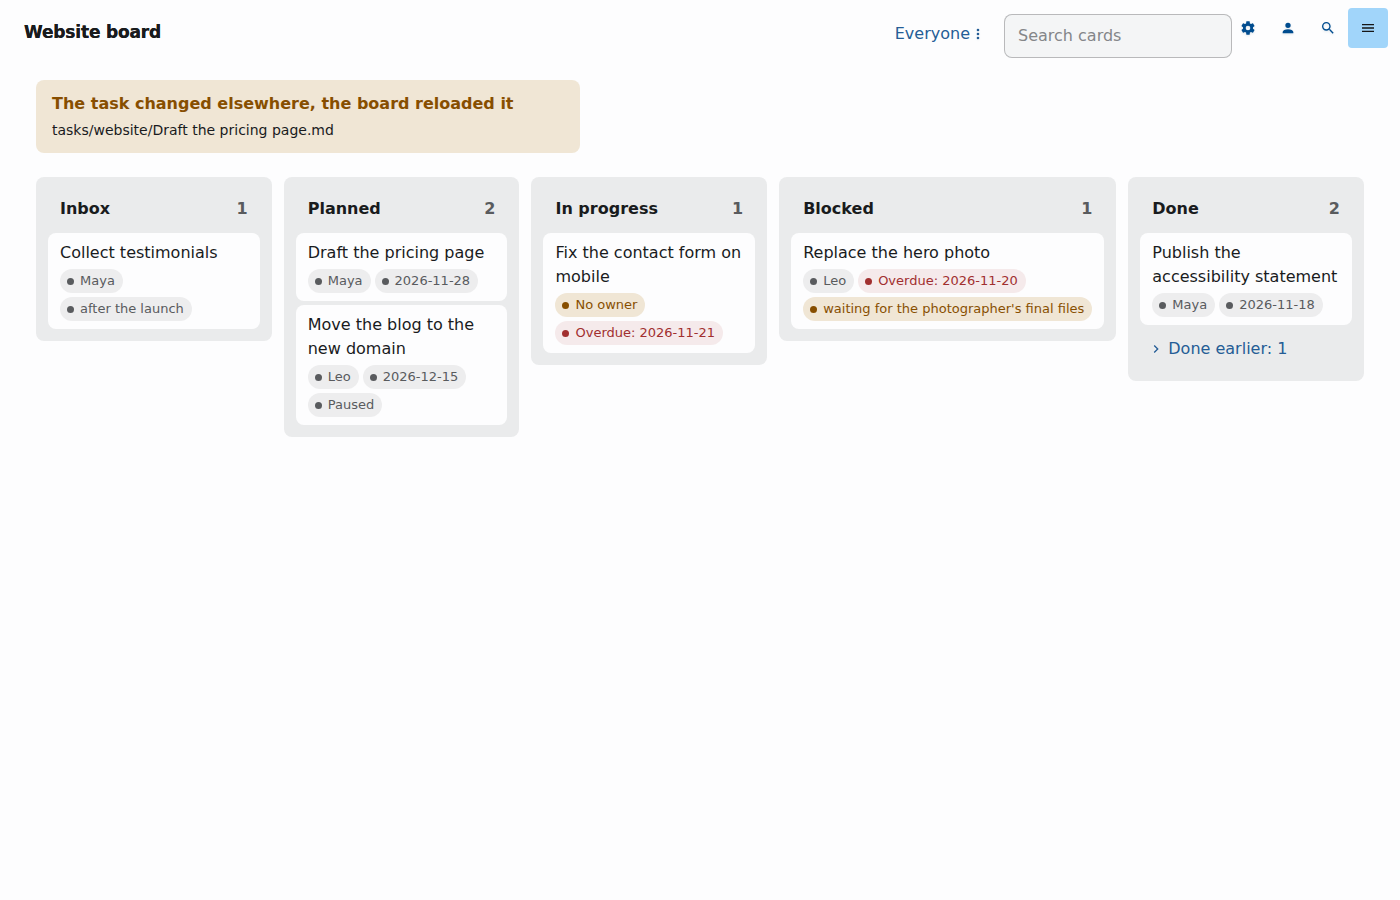 Website board
Everyone
Search cards
The task changed elsewhere, the board reloaded it
tasks/website/Draft the pricing page.md
Inbox 1
Collect testimonials
Maya
after the launch
Planned 2
Draft the pricing page
Maya 2026-11-28
Move the blog to the
new domain
Leo 2026-12-15
Paused
In progress 1
Fix the contact form on
mobile
No owner
Overdue: 2026-11-21
Blocked 1
Replace the hero photo
Leo Overdue: 2026-11-20
waiting for the photographer's final files
Done 2
Publish the
accessibility statement
Maya 2026-11-18
Done earlier: 1